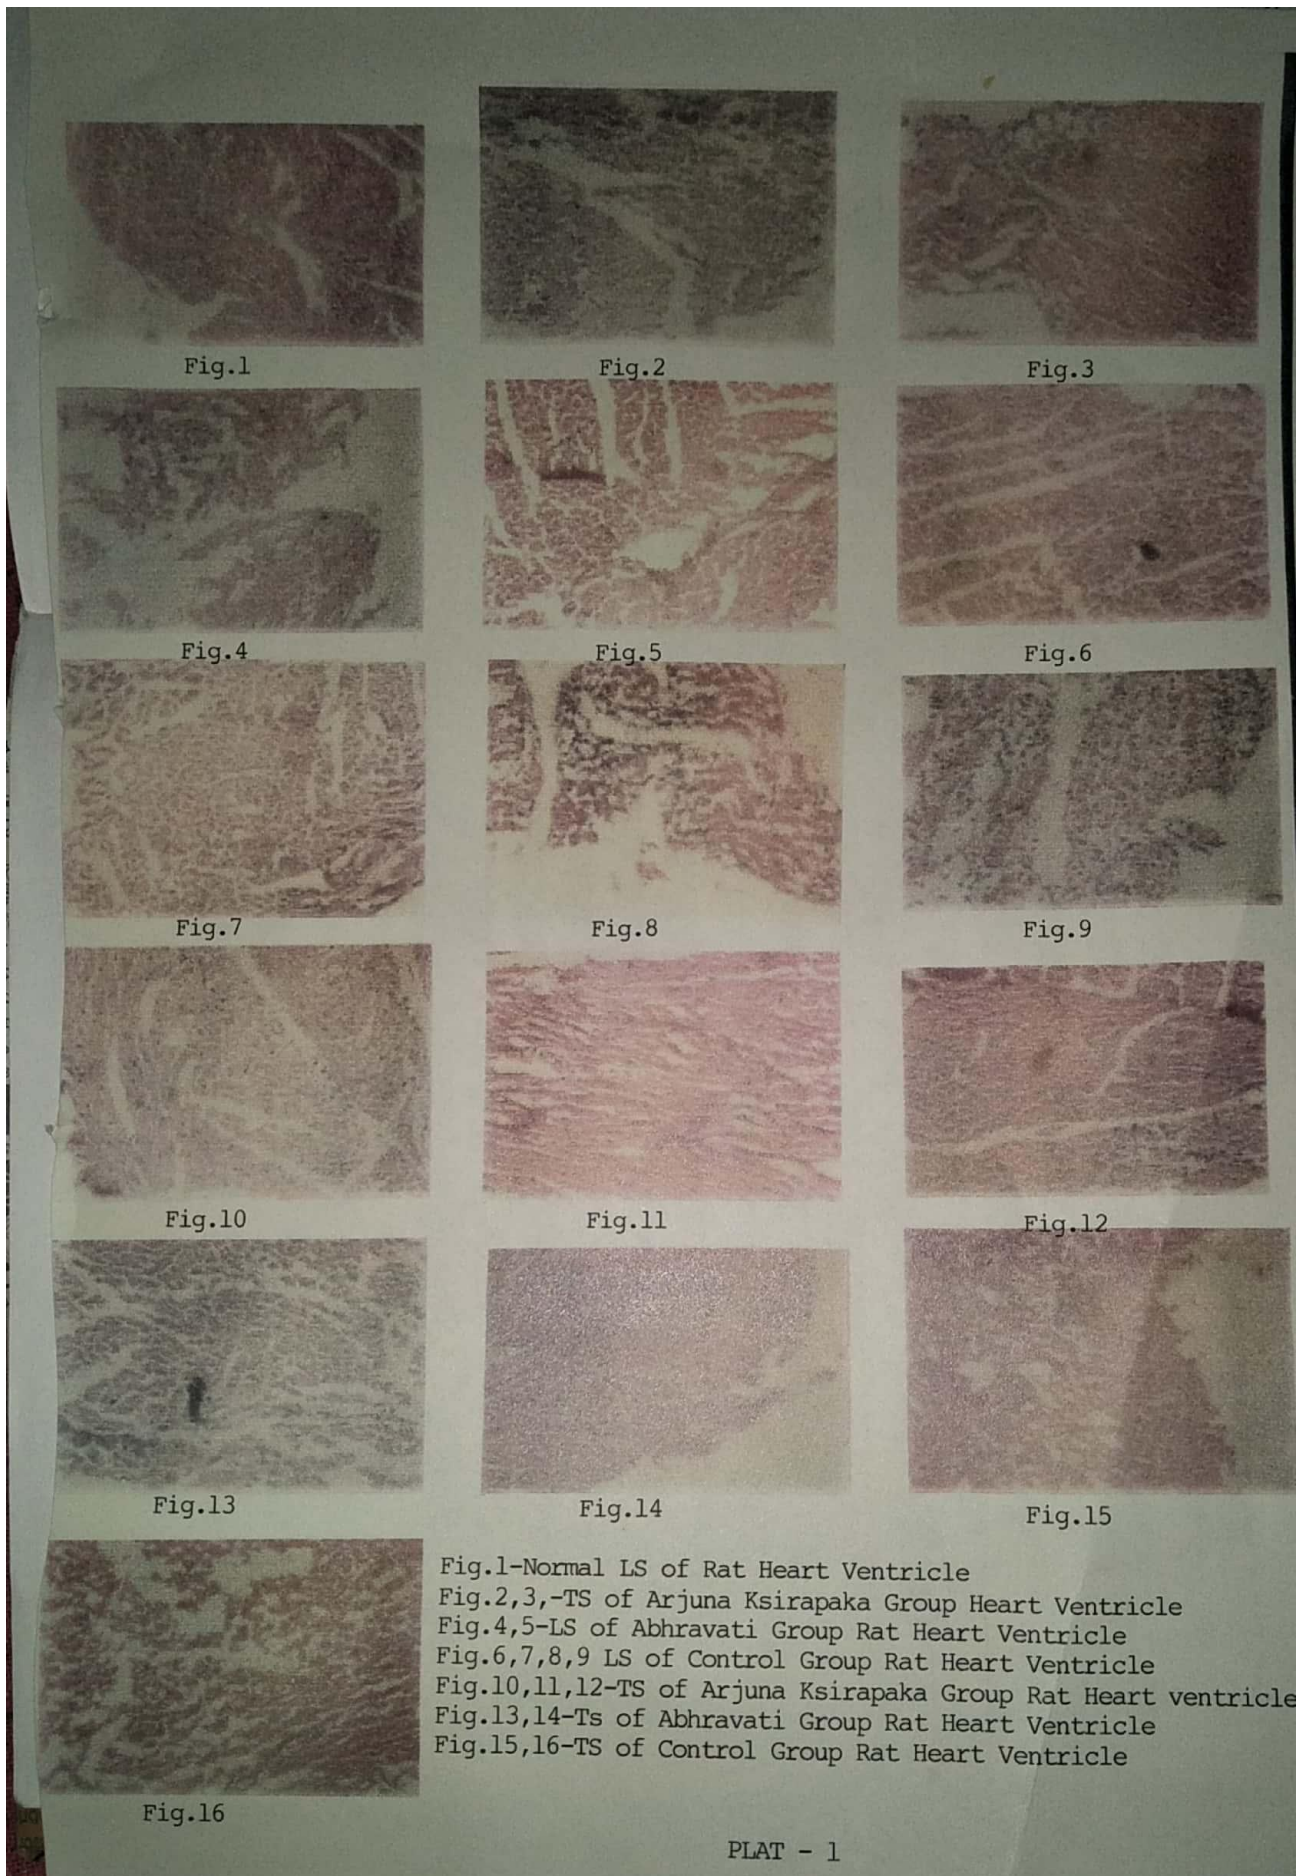 Fig.1
Fig.2
Fig.3
Fig.4
Fig.5
Fig.6
Fig.7
Fig.8
Fig.9
Fig.10
Fig.11
Fig.12
Fig.13
Fig.14
Fig.15
Fig.16
Fig.1-Normal LS of Rat Heart Ventricle
Fig.2,3,-TS of Arjuna Ksirapaka Group Heart Ventricle
Fig.4,5-LS of Abhravati Group Rat Heart Ventricle
Fig.6,7,8,9 LS of Control Group Rat Heart Ventricle
Fig.10,11,12-TS of Arjuna Ksirapaka Group Rat Heart ventricle
Fig.13,14-Ts of Abhravati Group Rat Heart Ventricle
Fig.15,16-TS of Control Group Rat Heart Ventricle
PLAT - 1